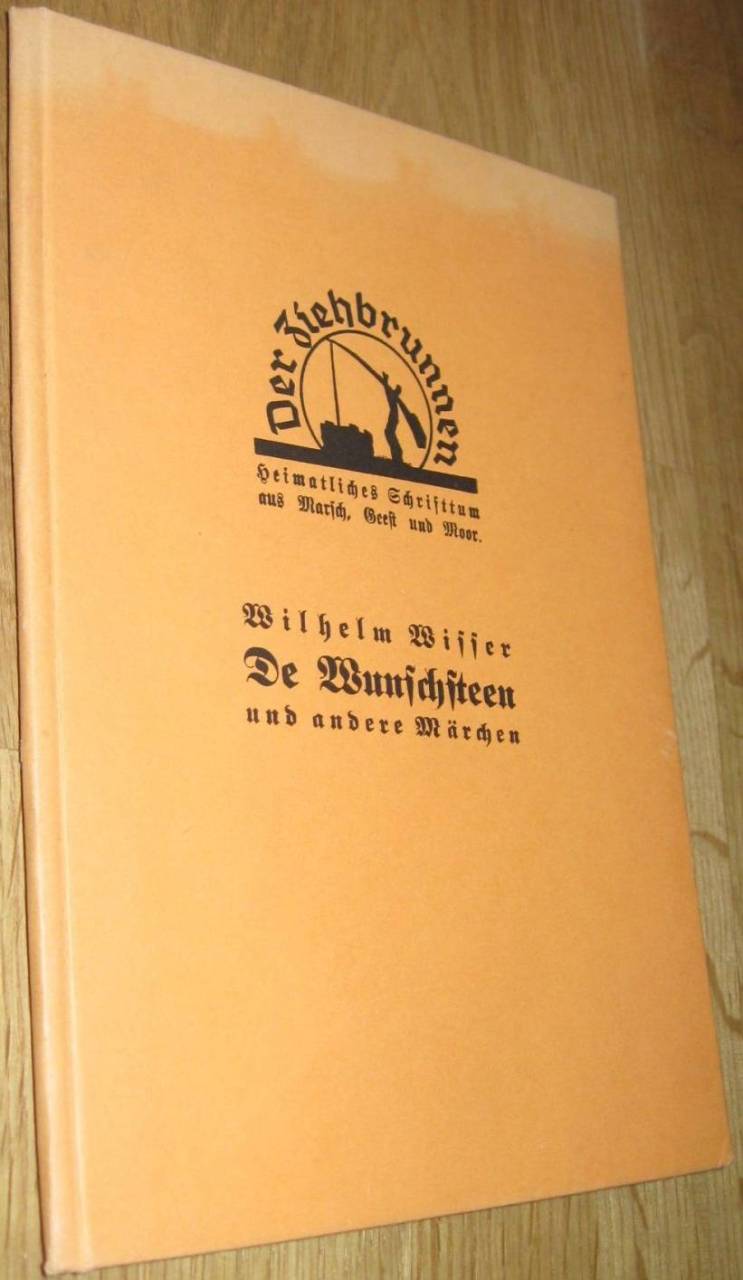 Der Ziehbrunnen
Heimatliches Schrifttum
aus Marsch, Geest und Moor.
Wilhelm Wisser
De Wunschsteen
und andere Märchen